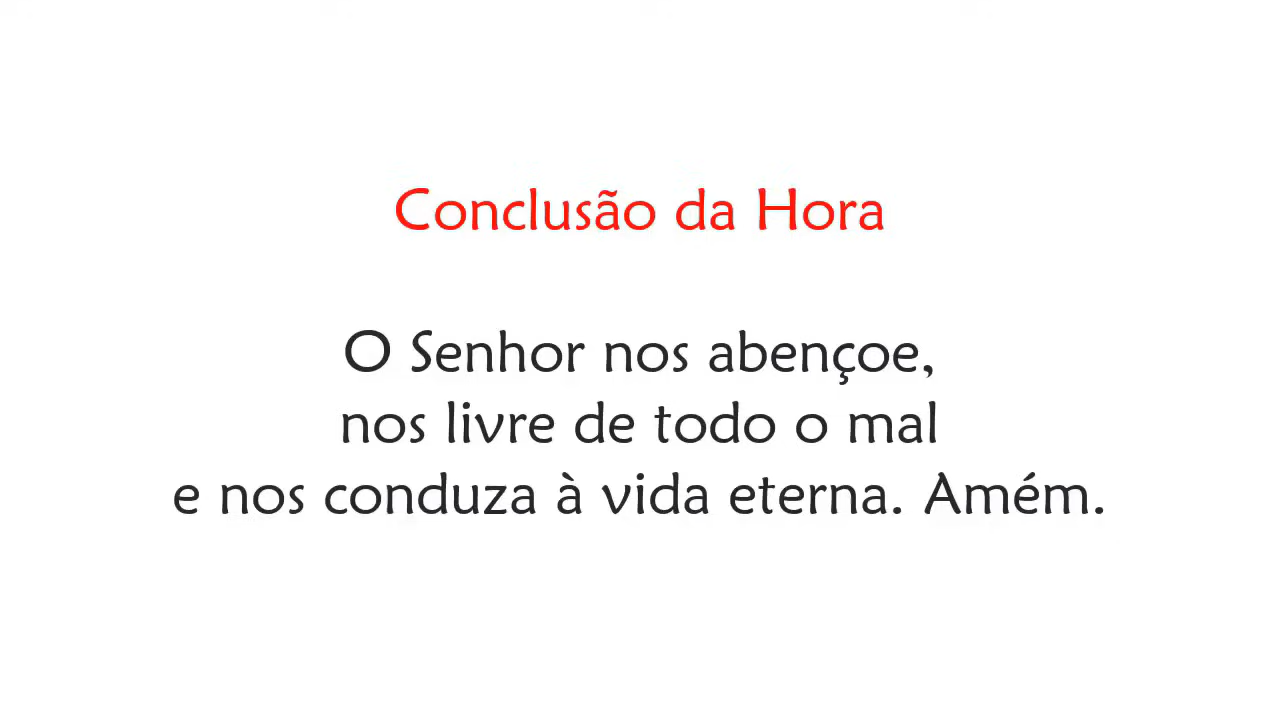 Conclusão da Hora
O Senhor nos abençoe,
nos livre de todo o mal
e nos conduza à vida eterna. Amém.